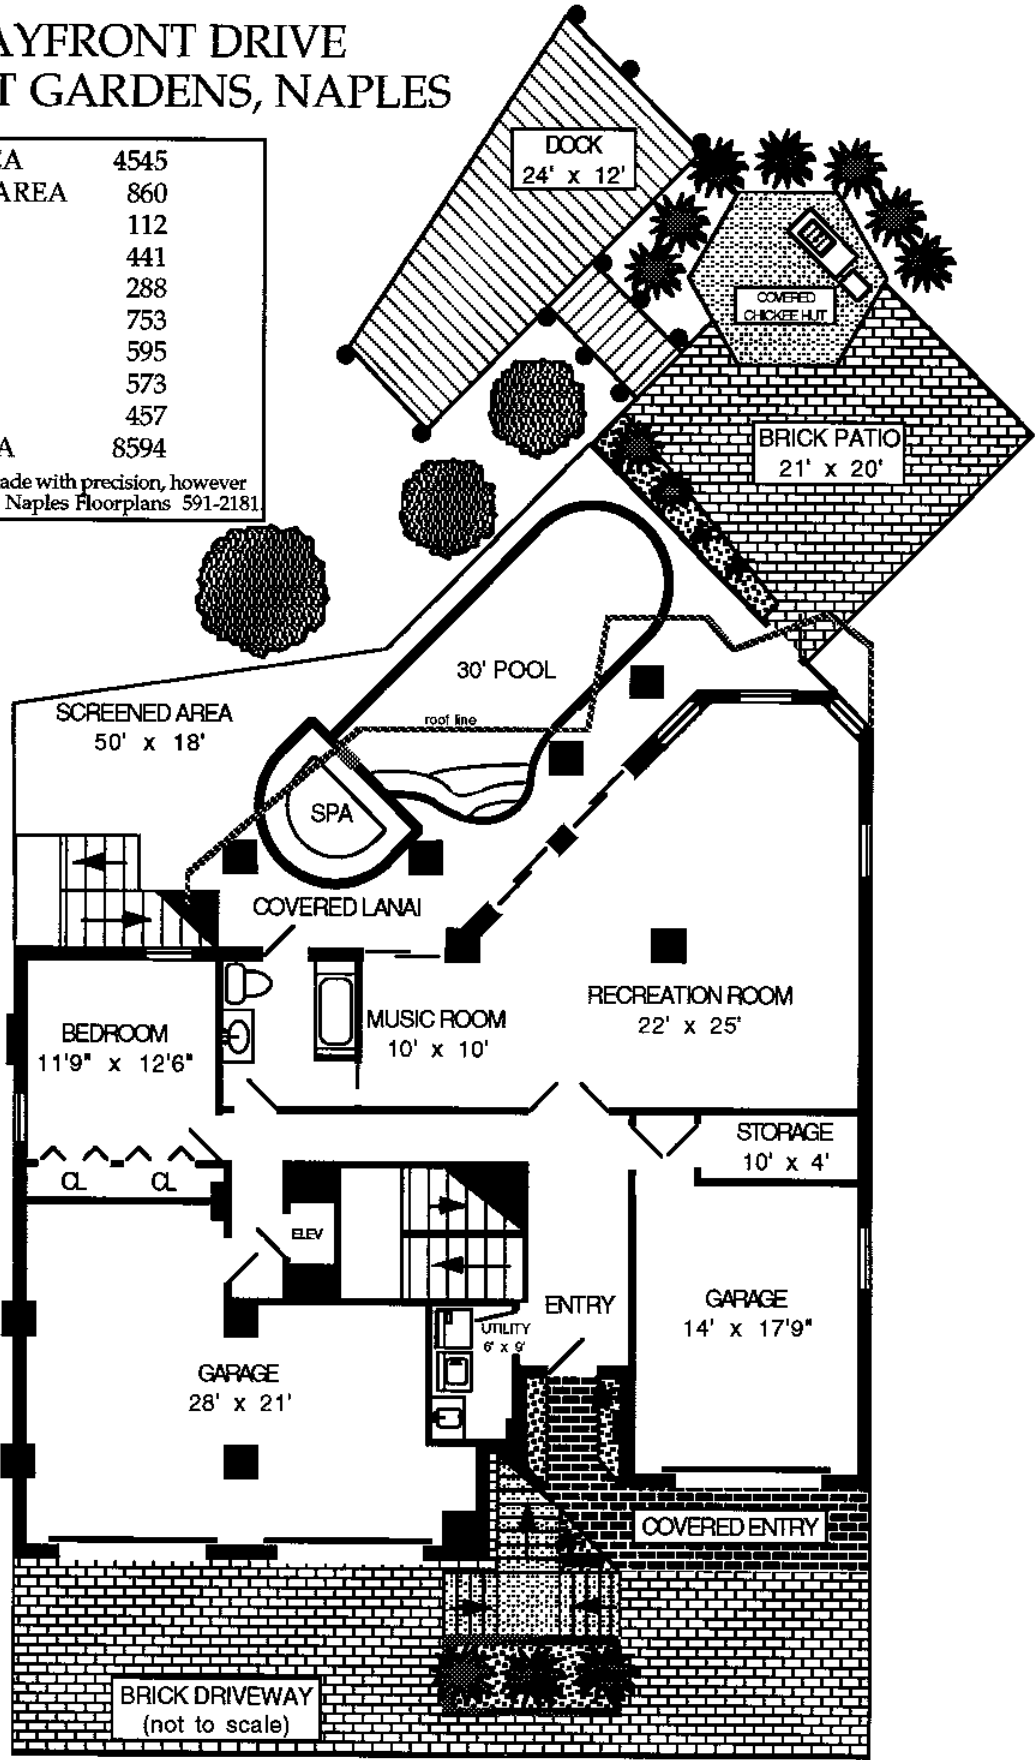 AYFRONT DRIVE
T GARDENS, NAPLES
EA 4545
AREA 860
112
441
288
753
595
573
457
A 8594
ade with precision, however
Naples Floorplans 591-2181
DOCK
24' x 12'
COVERED
CHICKEE HUT
BRICK PATIO
21' x 20'
30' POOL
SCREENED AREA
50' x 18'
roof line
SPA
COVERED LANAI
RECREATION ROOM
22' x 25'
MUSIC ROOM
10' x 10'
BEDROOM
11'9" x 12'6"
STORAGE
10' x 4'
CL CL
ELEV
ENTRY
GARAGE
14' x 17'9"
UTILITY
6' x 9'
GARAGE
28' x 21'
COVERED ENTRY
BRICK DRIVEWAY
(not to scale)